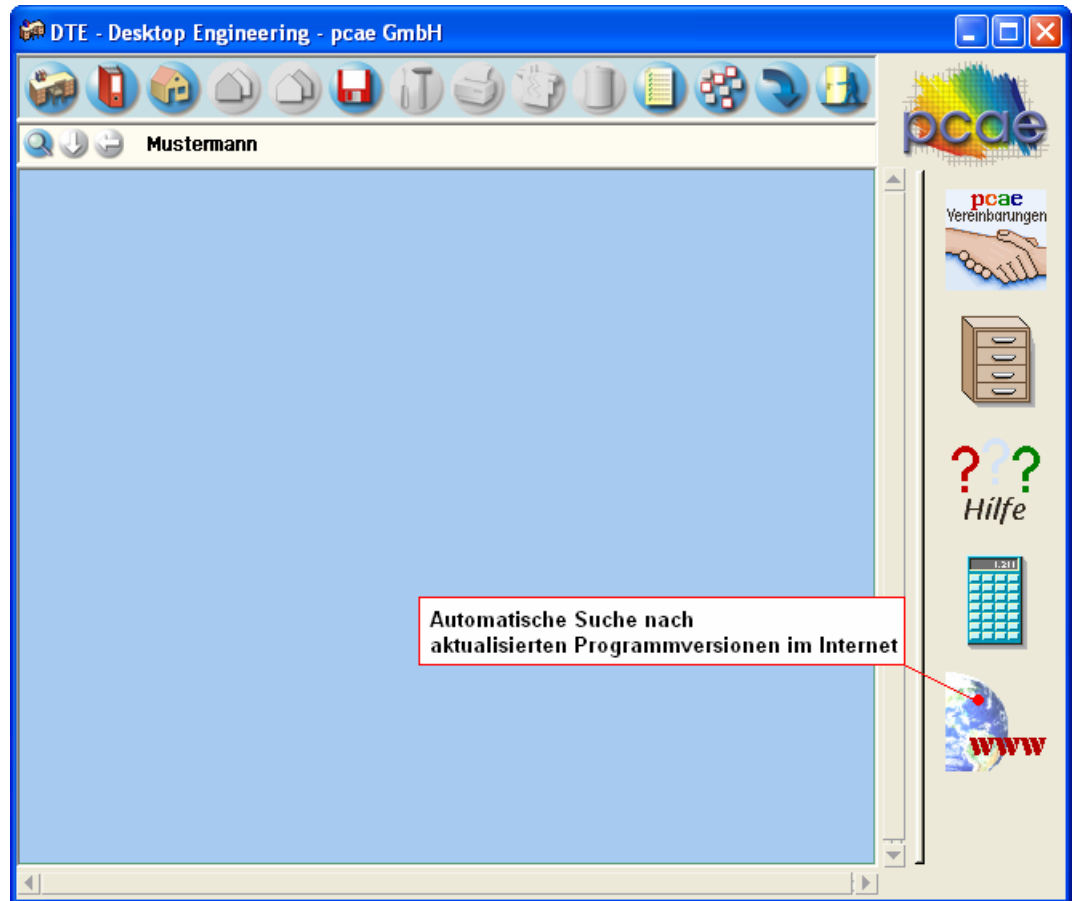 DTE - Desktop Engineering - pcae GmbH
pcae
Mustermann
pcae
Vereinbarungen
? ? ?
Hilfe
1.211
Automatische Suche nach
aktualisierten Programmversionen im Internet
www